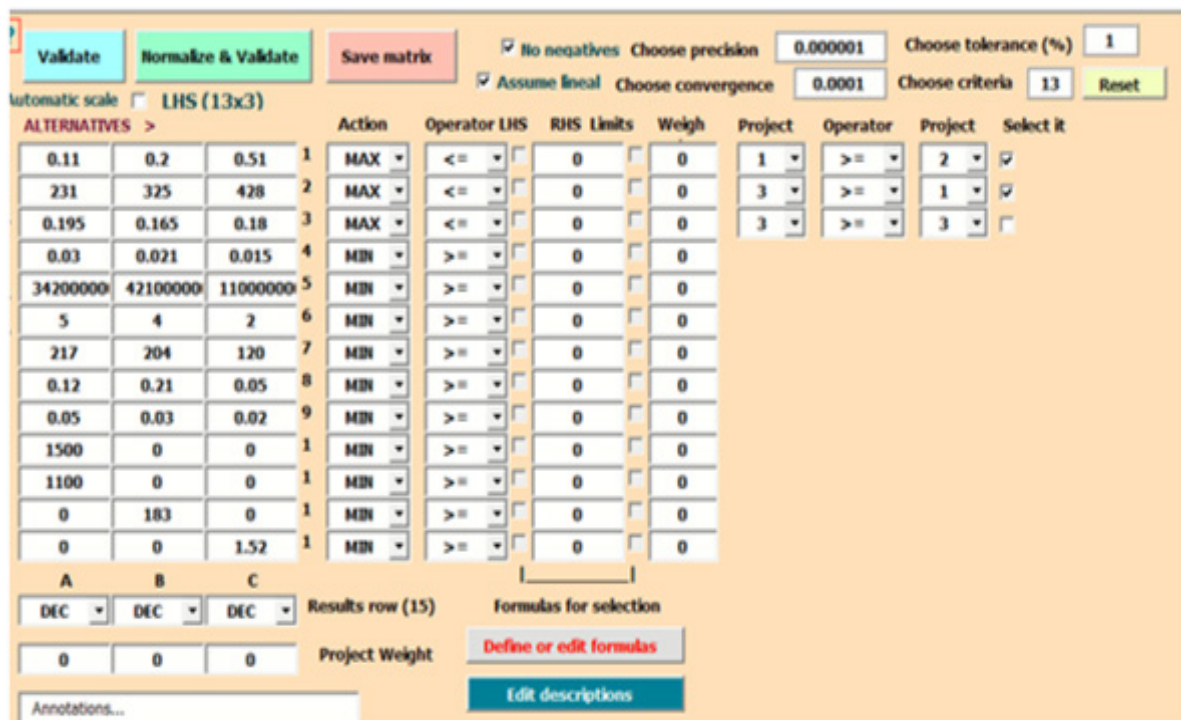 Validate Normalize & Validate Save matrix No negatives Choose precision 0.000001 Choose tolerance (%) 1
Assume lineal Choose convergence 0.0001 Choose criteria 13 Reset
Automatic scale LHS (13x3)
ALTERNATIVES > Action Operator LHS RHS Limits Weigh Project Operator Project Select it
0.11 0.2 0.51 1 MAX <= 0 0 1 >= 2
231 325 428 2 MAX <= 0 0 3 >= 1
0.195 0.165 0.18 3 MAX <= 0 0 3 >= 3
0.03 0.021 0.015 4 MIN >= 0 0
34200000 42100000 11000000 5 MIN >= 0 0
5 4 2 6 MIN >= 0 0
217 204 120 7 MIN >= 0 0
0.12 0.21 0.05 8 MIN >= 0 0
0.05 0.03 0.02 9 MIN >= 0 0
1500 0 0 1 MIN >= 0 0
1100 0 0 1 MIN >= 0 0
0 183 0 1 MIN >= 0 0
0 0 1.52 1 MIN >= 0 0
A B C
DEC DEC DEC Results row (15) Formulas for selection
0 0 0 Project Weight Define or edit formulas
Edit descriptions
Annotations...